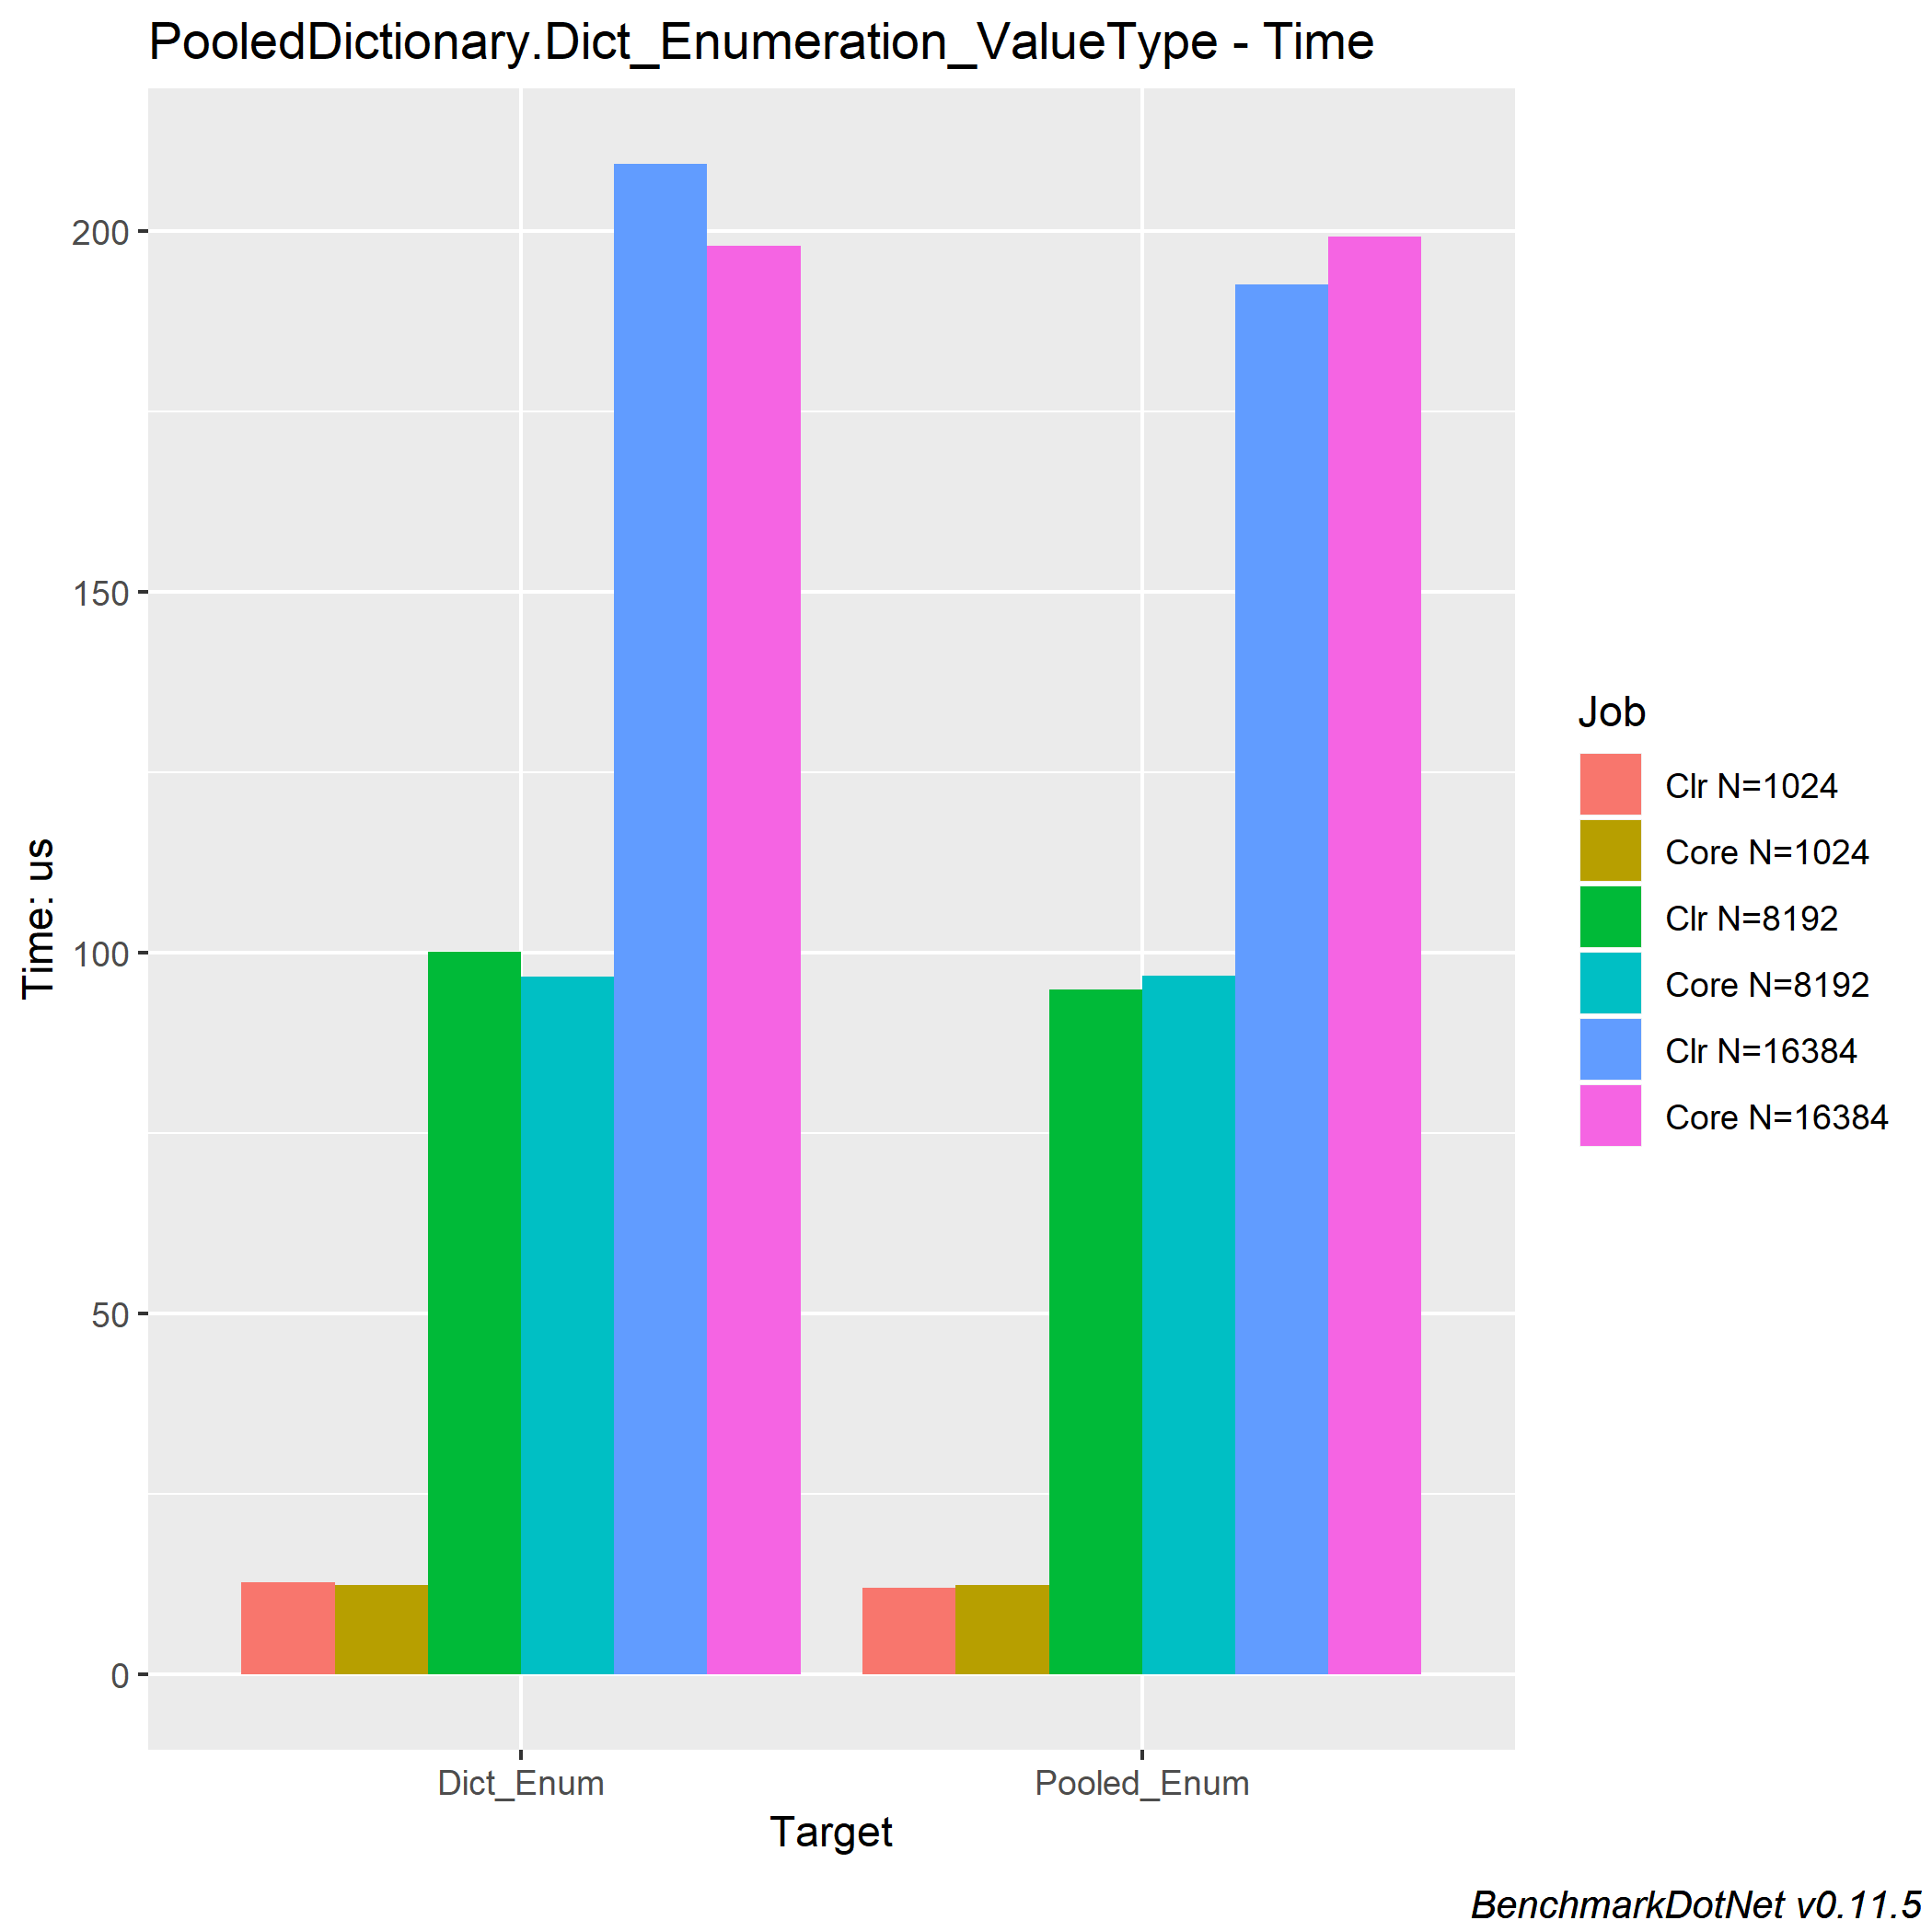 PooledDictionary.Dict_Enumeration_ValueType - Time
Time: us
200
150
100
50
0
Dict_Enum
Pooled_Enum
Target
Job
Clr N=1024
Core N=1024
Clr N=8192
Core N=8192
Clr N=16384
Core N=16384
BenchmarkDotNet v0.11.5